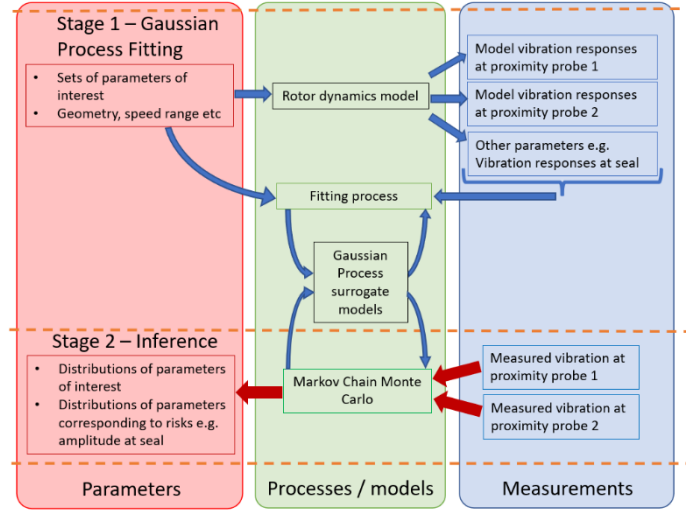 Stage 1 – Gaussian
Process Fitting
• Sets of parameters of
interest
• Geometry, speed range etc
Rotor dynamics model
Model vibration responses
at proximity probe 1
Model vibration responses
at proximity probe 2
Other parameters e.g.
Vibration responses at seal
Fitting process
Gaussian
Process
surrogate
models
Stage 2 – Inference
• Distributions of parameters
of interest
• Distributions of parameters
corresponding to risks e.g.
amplitude at seal
Markov Chain Monte
Carlo
Measured vibration at
proximity probe 1
Measured vibration at
proximity probe 2
Parameters
Processes / models
Measurements